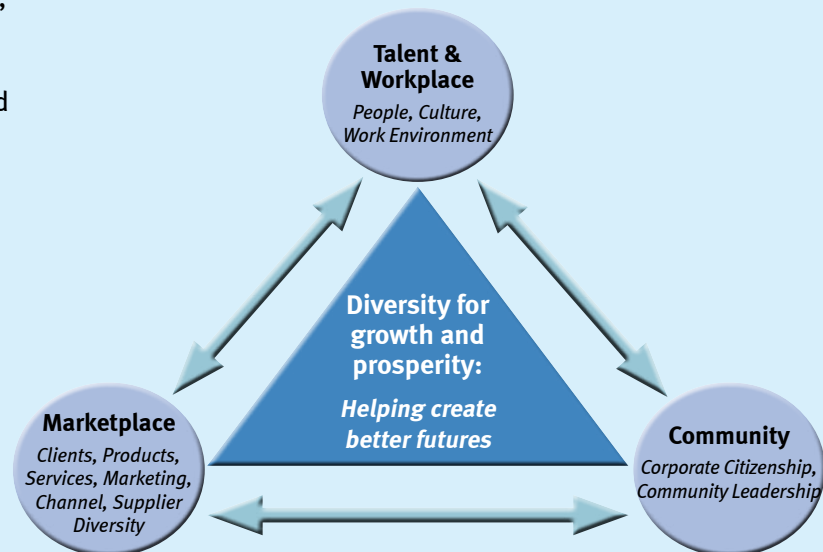 ,
d
Talent &
Workplace
People, Culture,
Work Environment
Diversity for
growth and
prosperity:
Helping create
better futures
Marketplace
Clients, Products,
Services, Marketing,
Channel, Supplier
Diversity
Community
Corporate Citizenship,
Community Leadership